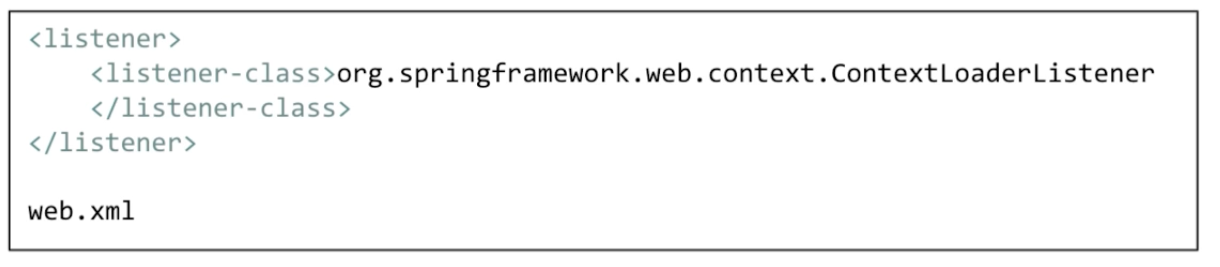 <listener>
    <listener-class>org.springframework.web.context.ContextLoaderListener
    </listener-class>
</listener>
web.xml